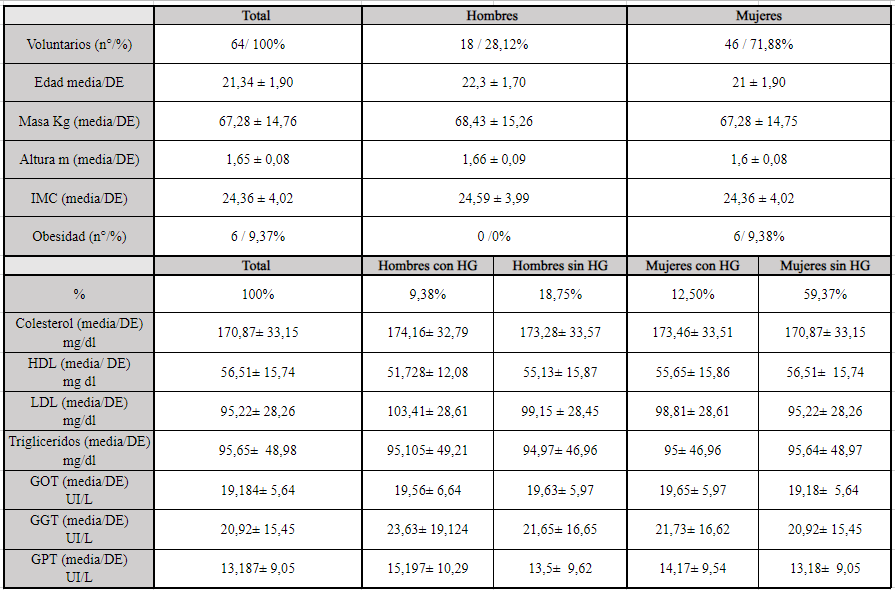 Total Hombres Mujeres
Voluntarios (n°/%) 64/ 100% 18 / 28,12% 46 / 71,88%
Edad media/DE 21,34 ± 1,90 22,3 ± 1,70 21 ± 1,90
Masa Kg (media/DE) 67,28 ± 14,76 68,43 ± 15,26 67,28 ± 14,75
Altura m (media/DE) 1,65 ± 0,08 1,66 ± 0,09 1,6 ± 0,08
IMC (media/DE) 24,36 ± 4,02 24,59 ± 3,99 24,36 ± 4,02
Obesidad (n°/%) 6 / 9,37% 0 /0% 6/ 9,38%
Total Hombres con HG Hombres sin HG Mujeres con HG Mujeres sin HG
% 100% 9,38% 18,75% 12,50% 59,37%
Colesterol (media/DE)
mg/dl 170,87± 33,15 174,16± 32,79 173,28± 33,57 173,46± 33,51 170,87± 33,15
HDL (media/ DE)
mg dl 56,51± 15,74 51,728± 12,08 55,13± 15,87 55,65± 15,86 56,51± 15,74
LDL (media/DE)
mg/dl 95,22± 28,26 103,41± 28,61 99,15 ± 28,45 98,81± 28,61 95,22± 28,26
Trigliceridos (media/DE)
mg/dl 95,65± 48,98 95,105± 49,21 94,97± 46,96 95± 46,96 95,64± 48,97
GOT (media/DE)
UI/L 19,184± 5,64 19,56± 6,64 19,63± 5,97 19,65± 5,97 19,18± 5,64
GGT (media/DE)
UI/L 20,92± 15,45 23,63± 19,124 21,65± 16,65 21,73± 16,62 20,92± 15,45
GPT (media/DE)
UI/L 13,187± 9,05 15,197± 10,29 13,5± 9,62 14,17± 9,54 13,18± 9,05